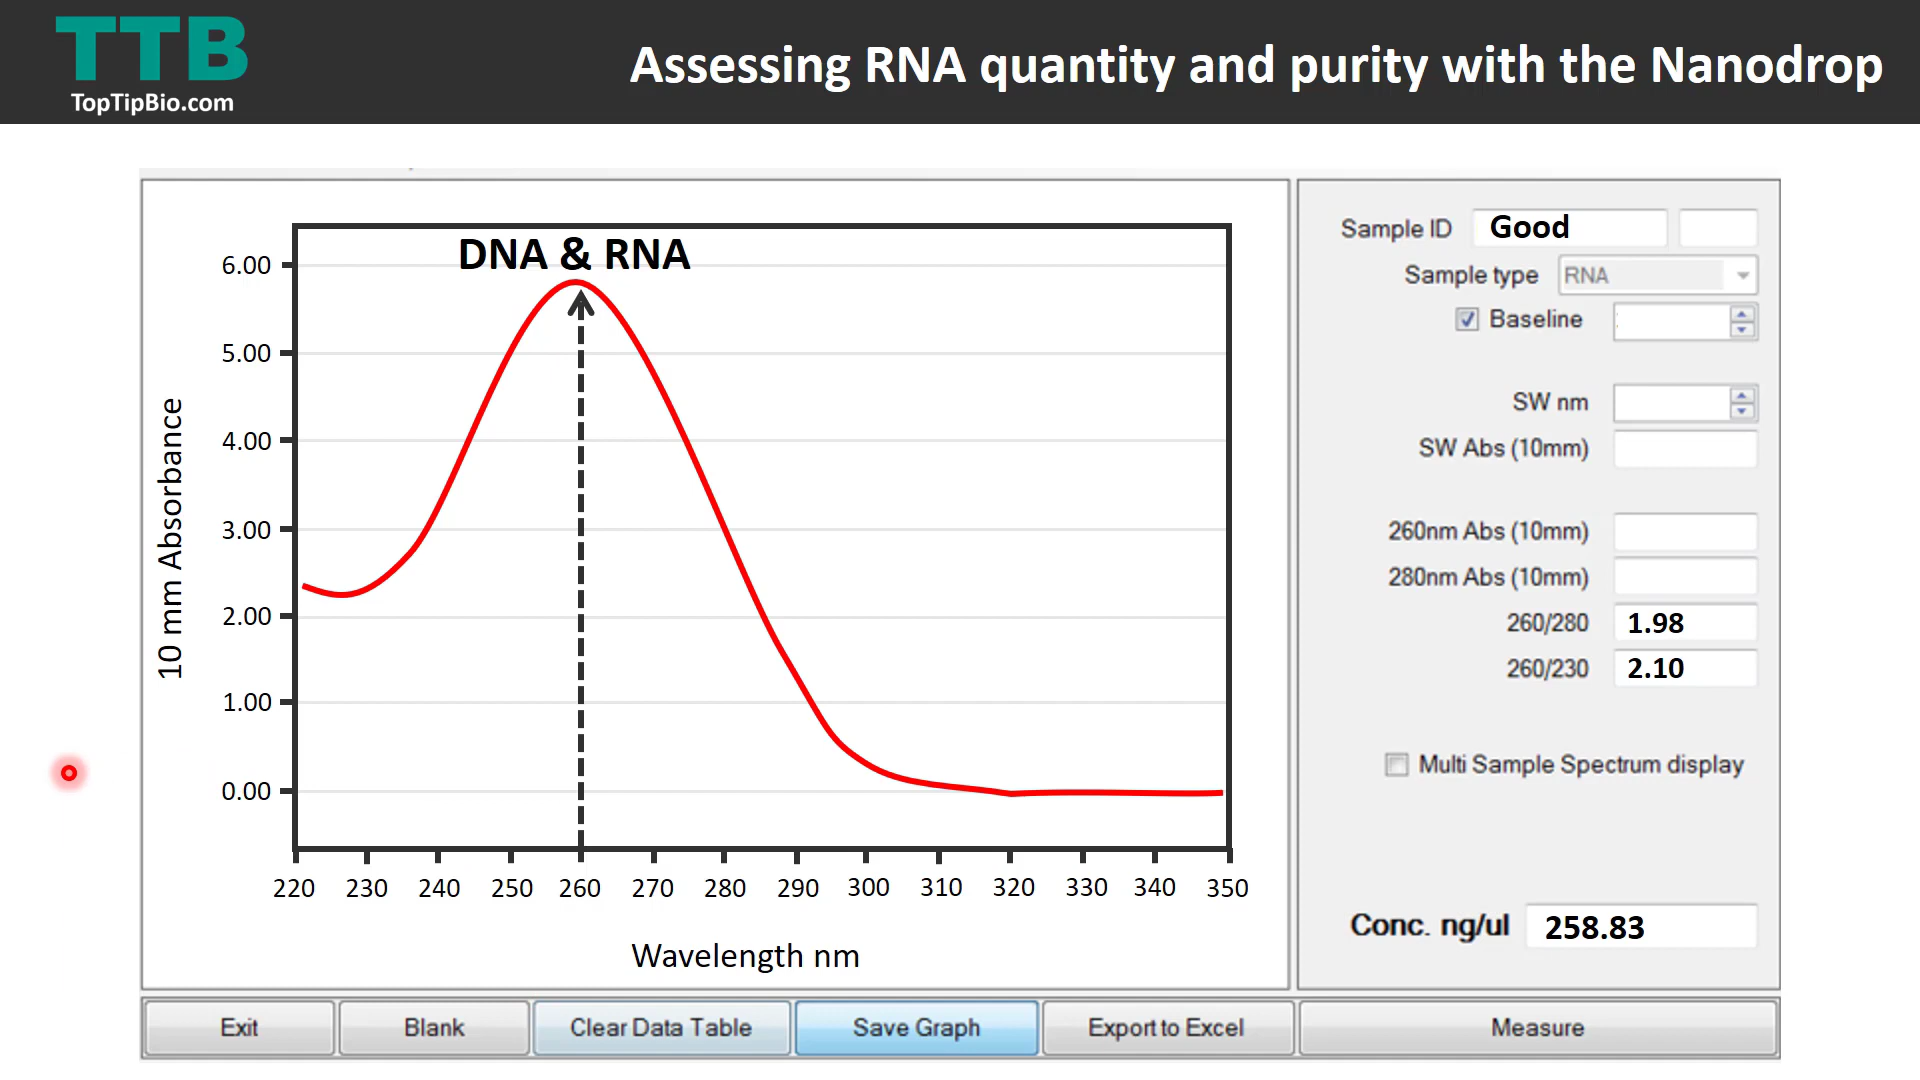 TTB
TopTipBio.com
Assessing RNA quantity and purity with the Nanodrop
DNA & RNA
6.00
5.00
4.00
3.00
2.00
1.00
0.00
10 mm Absorbance
220 230 240 250 260 270 280 290 300 310 320 330 340 350
Wavelength nm
Sample ID Good
Sample type RNA
Baseline
SW nm
SW Abs (10mm)
260nm Abs (10mm)
280nm Abs (10mm)
260/280 1.98
260/230 2.10
Multi Sample Spectrum display
Conc. ng/ul 258.83
Exit Blank Clear Data Table Save Graph Export to Excel Measure